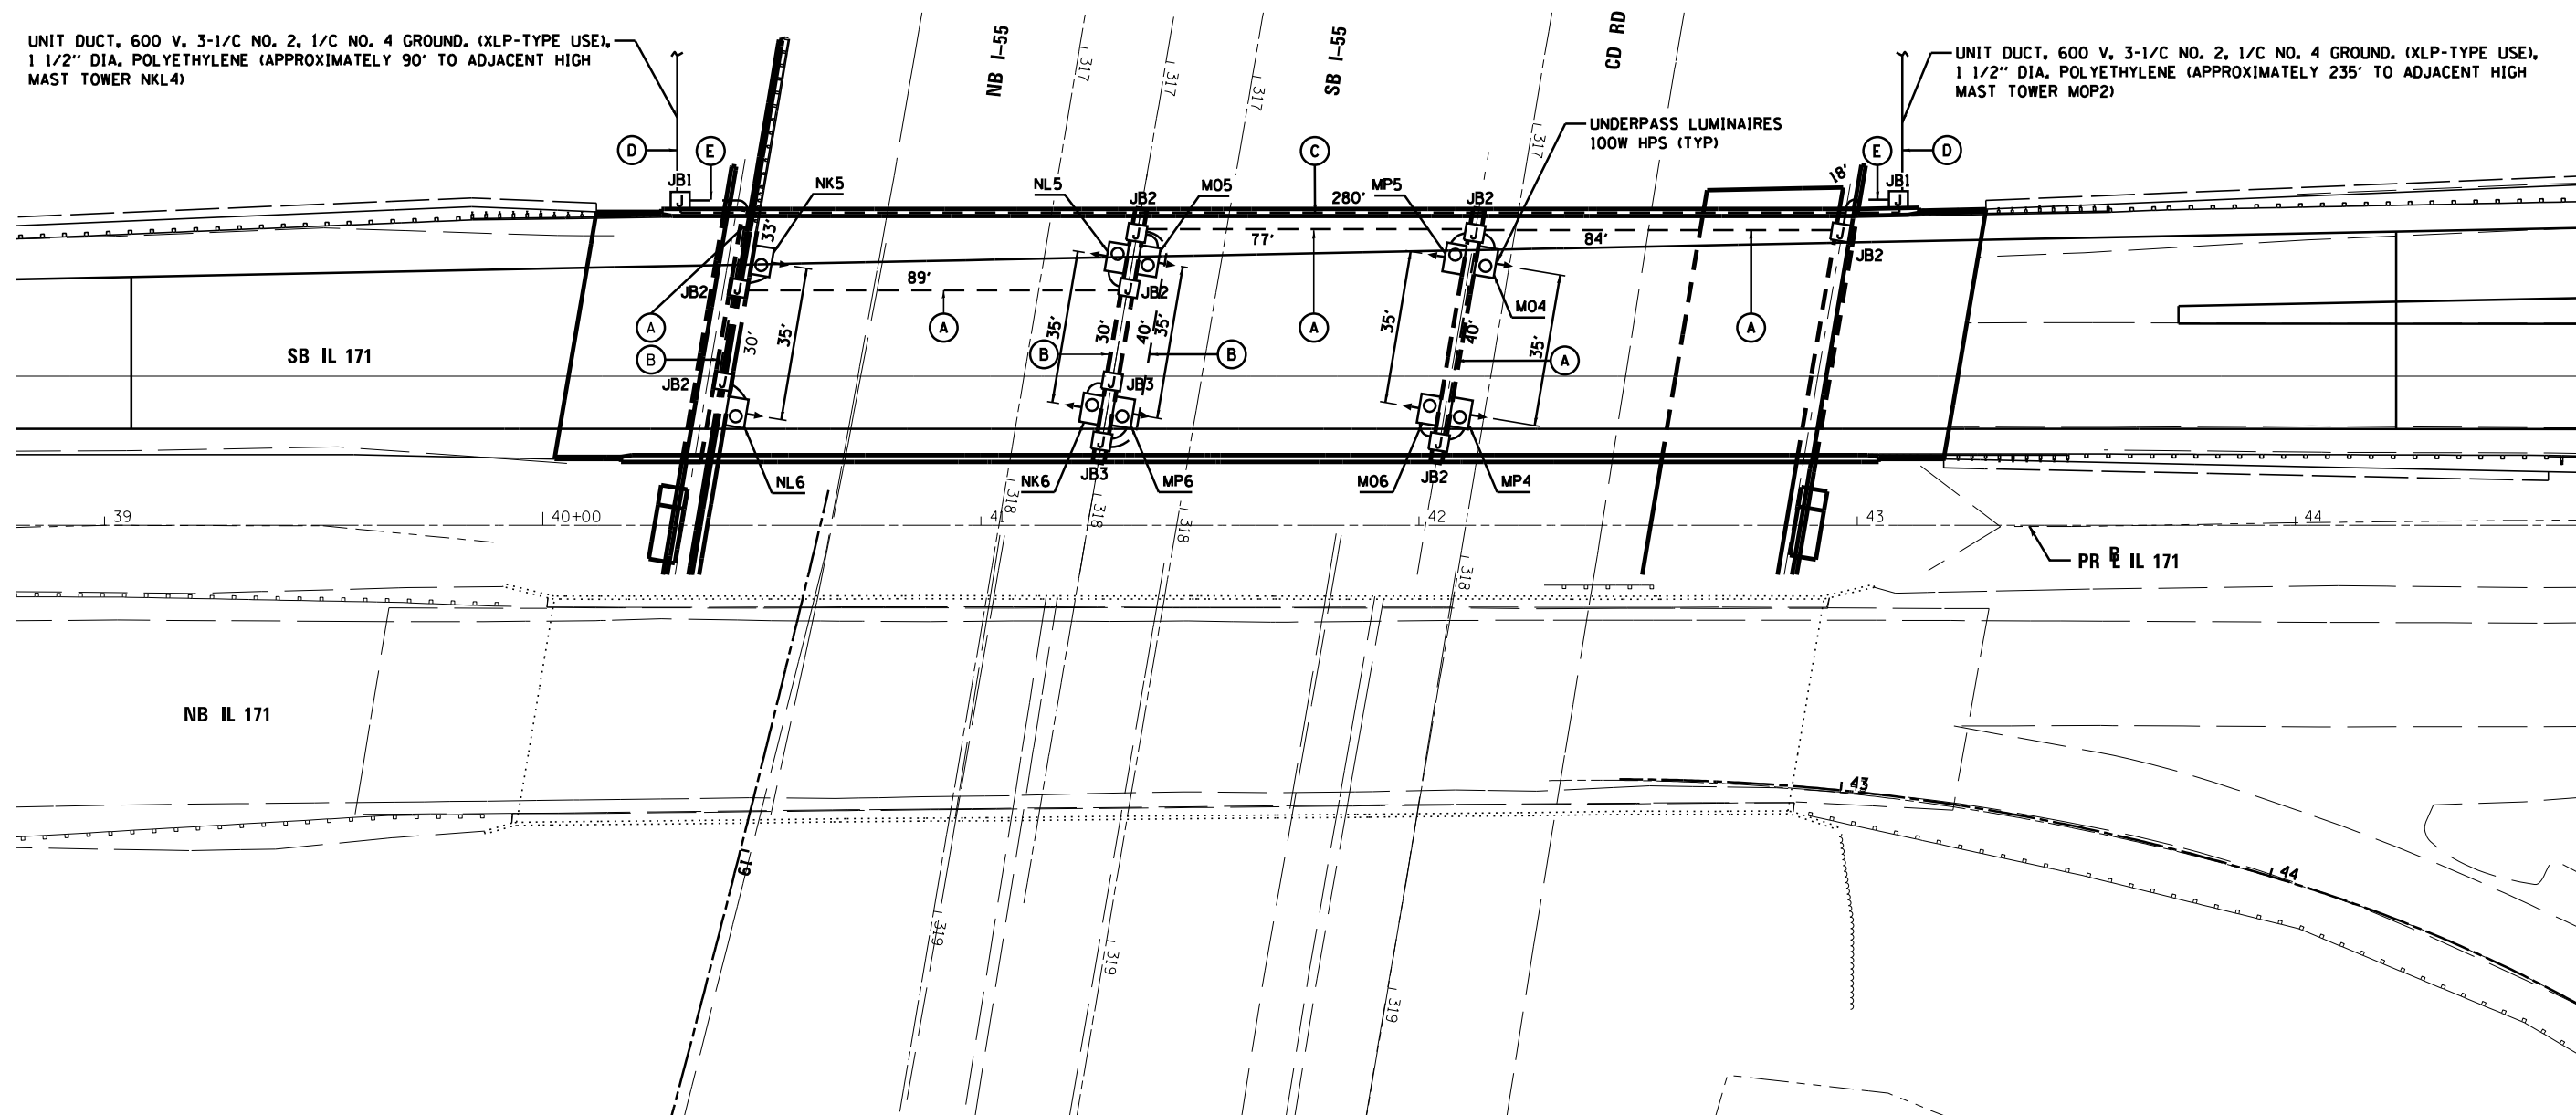 UNIT DUCT, 600 V, 3-1/C NO. 2, 1/C NO. 4 GROUND. (XLP-TYPE USE),
1 1/2" DIA. POLYETHYLENE (APPROXIMATELY 90' TO ADJACENT HIGH
MAST TOWER NKL4)
NB I-55
317
317
317
SB I-55
317
CD RD
UNIT DUCT, 600 V, 3-1/C NO. 2, 1/C NO. 4 GROUND. (XLP-TYPE USE),
1 1/2" DIA. POLYETHYLENE (APPROXIMATELY 235' TO ADJACENT HIGH
MAST TOWER MOP2)
UNDERPASS LUMINAIRES
100W HPS (TYP)
D
E
C
E
D
JB1
J
NK5
NL5
JB2
MO5
MP5
280'
JB2
18'
JB1
J
33'
J
77'
J
84'
J
JB2
89'
JB2
J
J
JB2
MO4
A
A
A
A
B
30'
35'
35'
30'
40'
35'
35'
40'
35'
B
B
A
SB IL 171
JB2
J
J
JB3
J
J
NL6
NK6
JB3
MP6
MO6
JB2
MP4
39
40+00
41
318
318
318
42
318
43
44
PR ℄ IL 171
NB IL 171
43
44
19
319
319
319